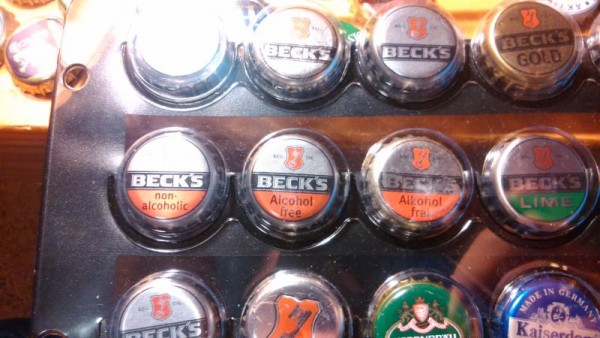 BECK'S
BECK'S
BECK'S
GOLD
BECK'S
non-
alcoholic
BECK'S
Alcohol
free
BECK'S
Alkohol
frei
BECK'S
LIME
BECK'S
MADE IN GERMANY